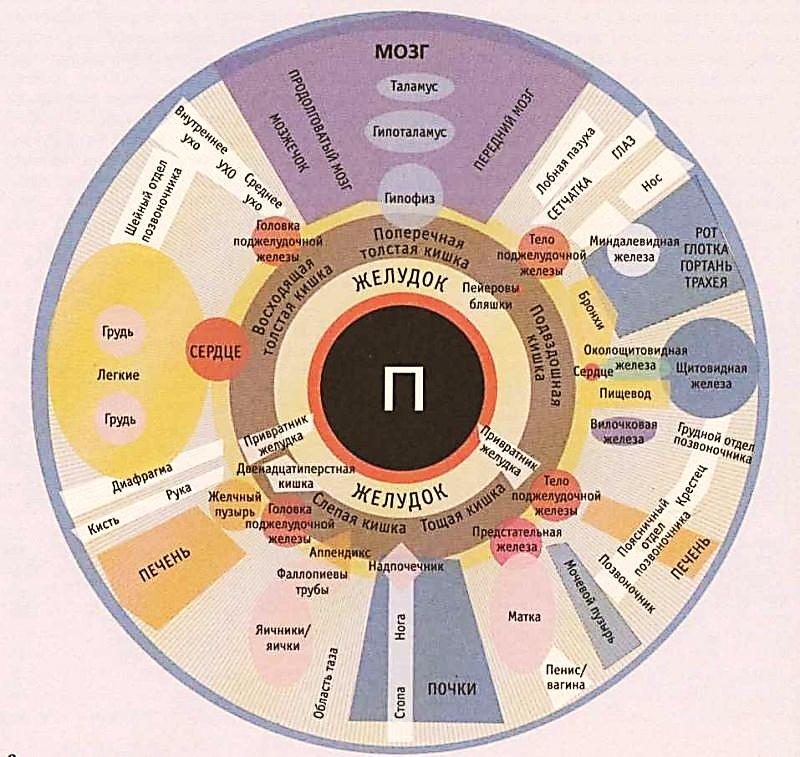 МОЗГ
Таламус
Гипоталамус
Гипофиз
ПРОДОЛГОВАТЫЙ МОЗГ
МОЗЖЕЧОК
ПЕРЕДНИЙ МОЗГ
Внутреннее
ухо
ухо
Среднее
ухо
Шейный отдел
позвоночника
Лобная пазуха
СЕТЧАТКА
ГЛАЗ
Нос
Миндалевидная
железа
РОТ
ГЛОТКА
ГОРТАНЬ
ТРАХЕЯ
Головка
поджелудочной
железы
Поперечная
толстая кишка
Тело
поджелудочной
железы
Восходящая
толстая кишка
ЖЕЛУДОК
Пейеровы
бляшки
Подвздошная
кишка
Бронхи
Грудь
Легкие
Грудь
СЕРДЦЕ
П
Околощитовидная
железа
Сердце
Щитовидная
железа
Пищевод
Вилочковая
железа
Грудной отдел
позвоночника
Привратник
желудка
Привратник
желудка
Двенадцатиперстная
кишка
ЖЕЛУДОК
Диафрагма
Рука
Кисть
Желчный
пузырь
Головка
поджелудочной
железы
Слепая кишка
Тощая кишка
Тело
поджелудочной
железы
Крестец
Поясничный
отдел
позвоночника
Позвоночник
ПЕЧЕНЬ
ПЕЧЕНЬ
Аппендикс
Надпочечник
Предстательная
железа
Фаллопиевы
трубы
Яичники/
яички
Область таза
Нога
Стопа
ПОЧКИ
Матка
Мочевой пузырь
Пенис/
вагина